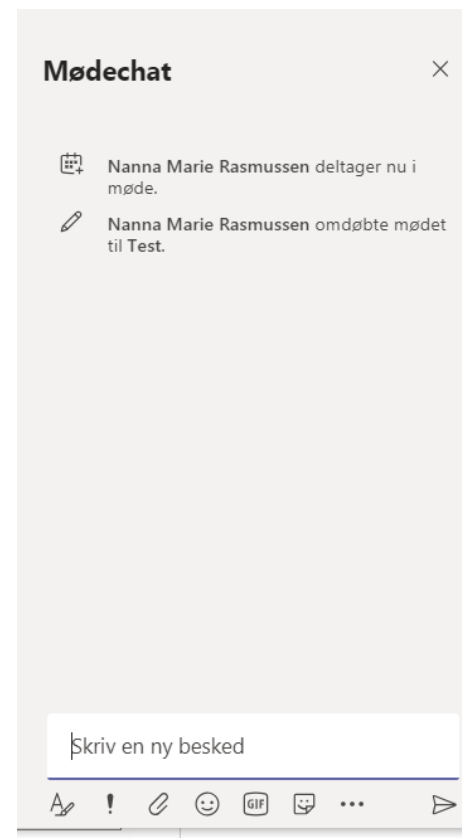 Mødechat
Nanna Marie Rasmussen deltager nu i
møde.
Nanna Marie Rasmussen omdøbte mødet
til Test.
Skriv en ny besked
GIF